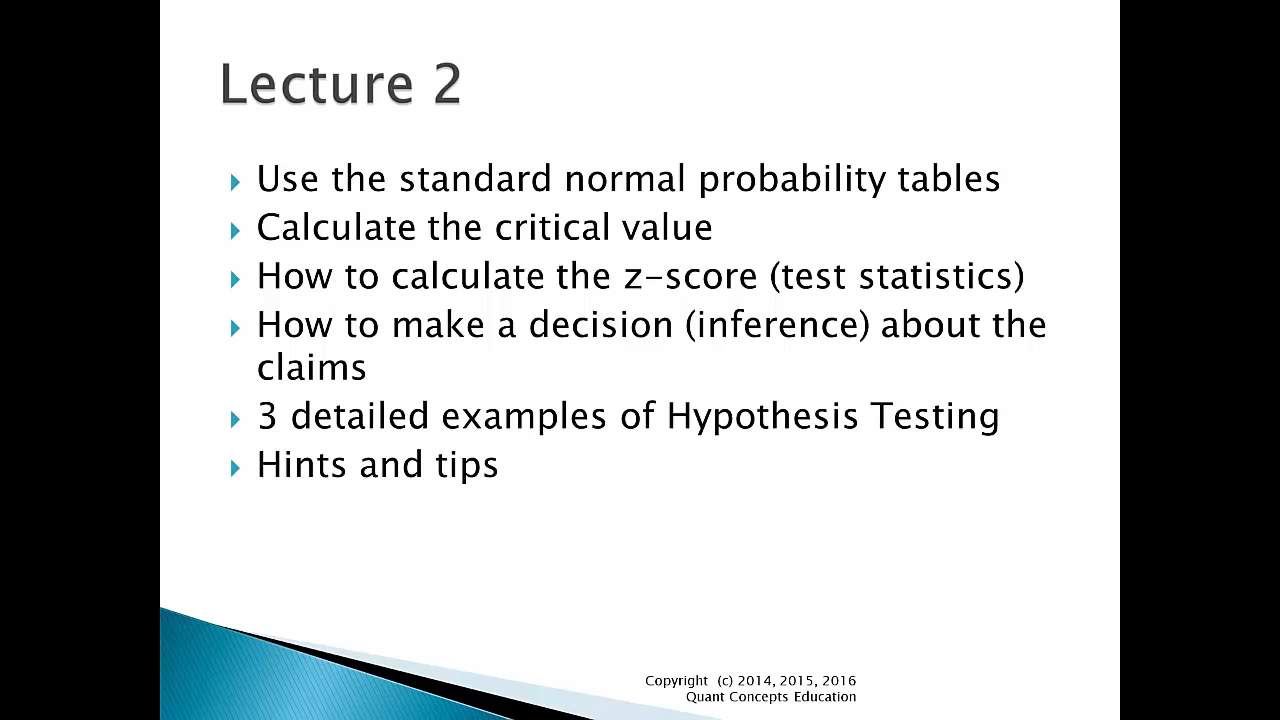 Lecture 2
Use the standard normal probability tables
Calculate the critical value
How to calculate the z-score (test statistics)
How to make a decision (inference) about the
claims
3 detailed examples of Hypothesis Testing
Hints and tips
Copyright (c) 2014, 2015, 2016
Quant Concepts Education